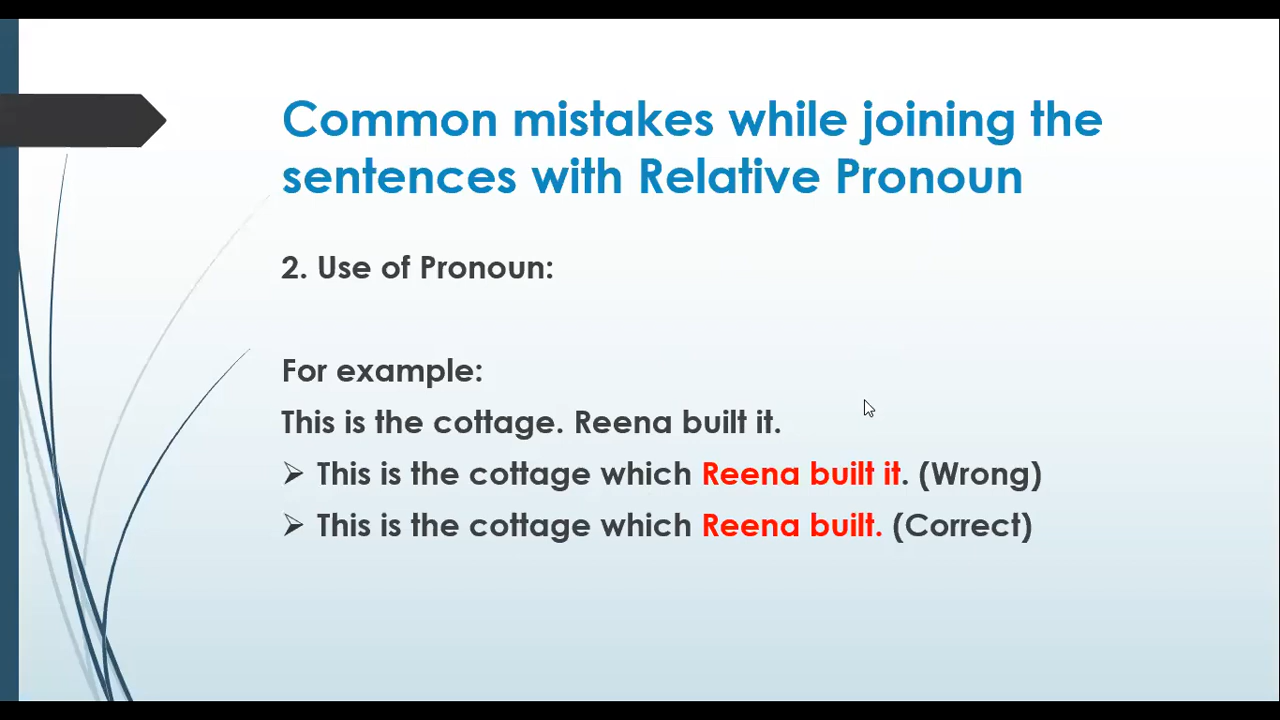 Common mistakes while joining the
sentences with Relative Pronoun
2. Use of Pronoun:
For example:
This is the cottage. Reena built it.
➢ This is the cottage which Reena built it. (Wrong)
➢ This is the cottage which Reena built. (Correct)